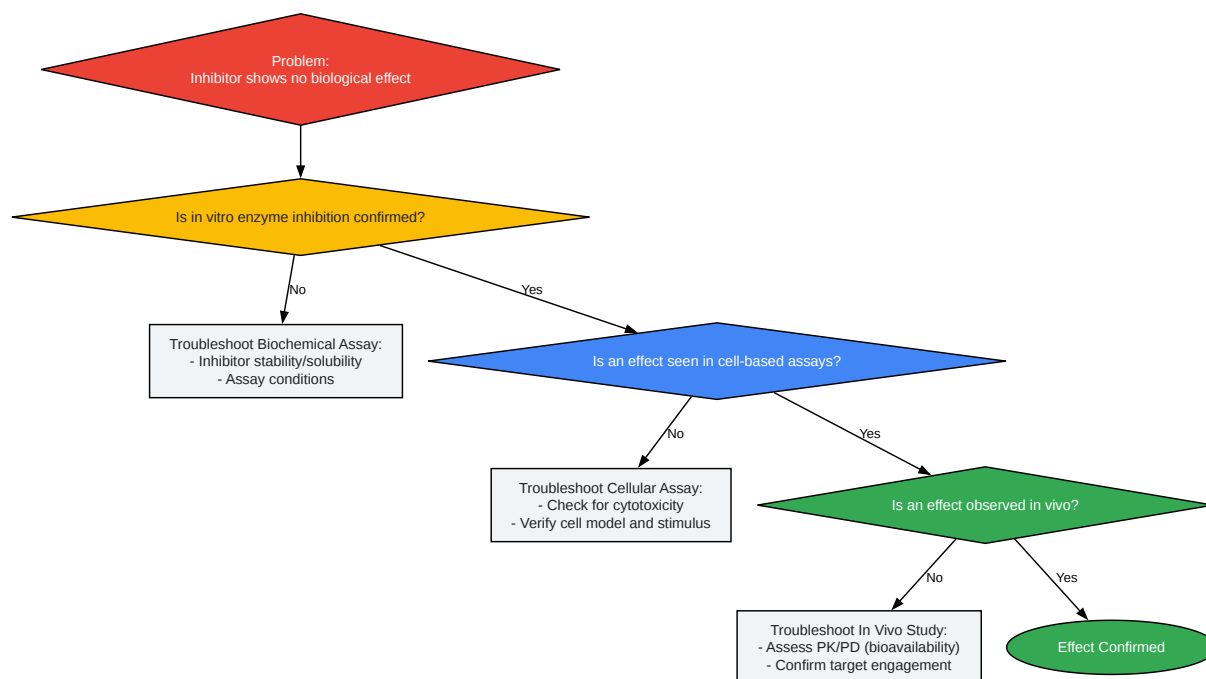 Problem:
Inhibitor shows no biological effect
Is in vitro enzyme inhibition confirmed?
No
Yes
Troubleshoot Biochemical Assay:
- Inhibitor stability/solubility
- Assay conditions
Is an effect seen in cell-based assays?
No
Yes
Troubleshoot Cellular Assay:
- Check for cytotoxicity
- Verify cell model and stimulus
Is an effect observed in vivo?
No
Yes
Troubleshoot In Vivo Study:
- Assess PK/PD (bioavailability)
- Confirm target engagement
Effect Confirmed